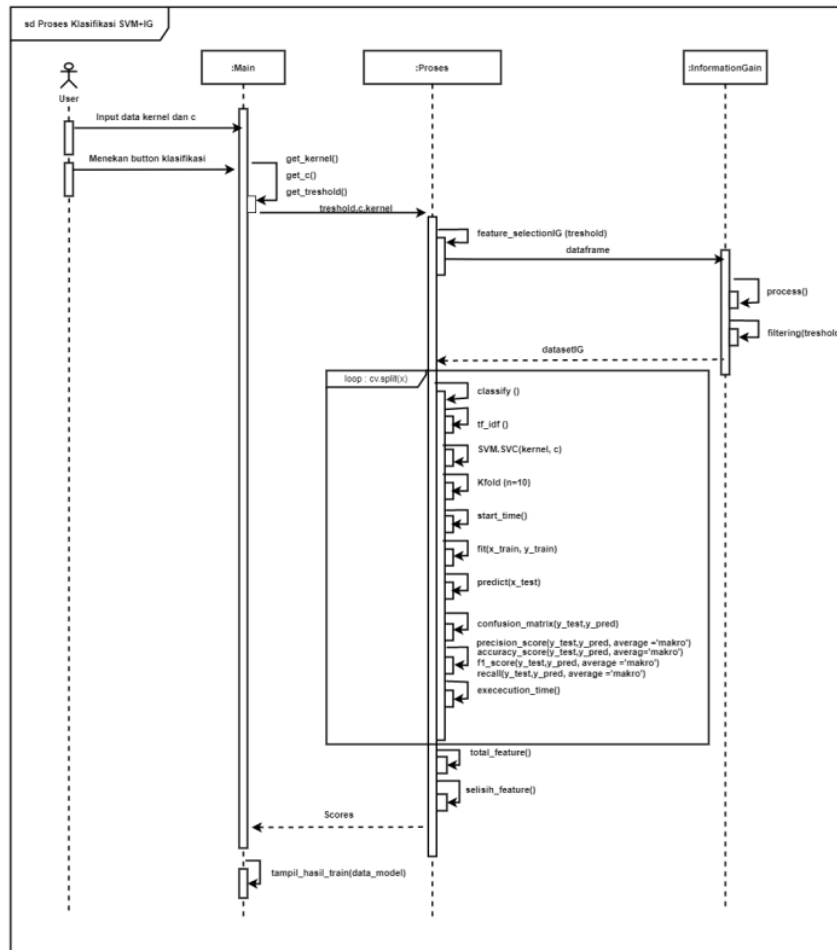 sd Proses Klasifikasi SVM+IG
:Main
:Proses
:InformationGain
User
Input data kernel dan c
Menekan button klasifikasi
get_kernel()
get_c()
get_treshold()
treshold.c.kernel
feature_selectionIG (treshold)
dataframe
process()
filtering(treshold
datasetIG
loop : cv.split(x)
classify ()
tf_idf ()
SVM.SVC(kernel, c)
Kfold (n=10)
start_time()
fit(x_train, y_train)
predict(x_test)
confusion_matrix(y_test,y_pred)
precision_score(y_test,y_pred, average ='makro')
accuracy_score(y_test,y_pred, averag='makro')
f1_score(y_test,y_pred, average ='makro')
recall(y_test,y_pred, average ='makro')
exececution_time()
total_feature()
selisih_feature()
Scores
tampil_hasil_train(data_model)